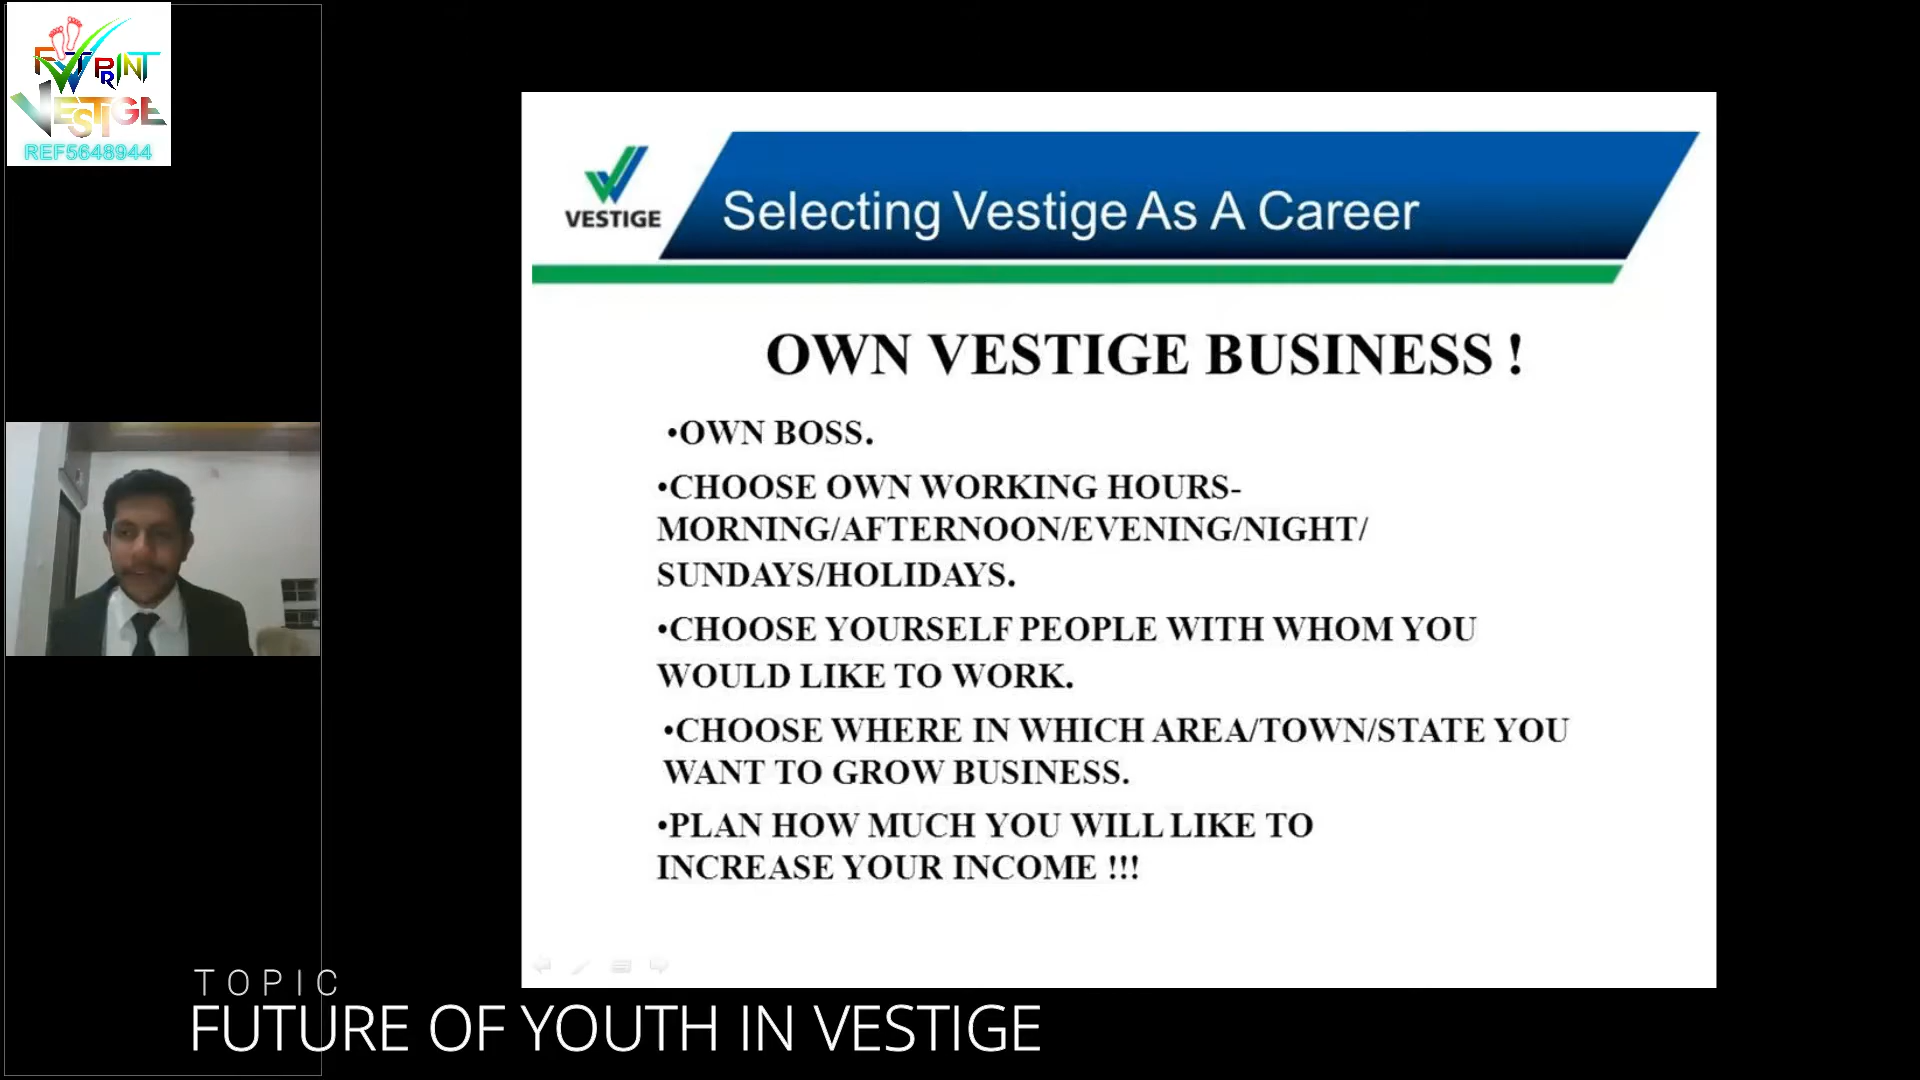 FOOTPRINT
VESTIGE
REF5648944
VESTIGE
Selecting Vestige As A Career
OWN VESTIGE BUSINESS !
•OWN BOSS.
•CHOOSE OWN WORKING HOURS-
MORNING/AFTERNOON/EVENING/NIGHT/
SUNDAYS/HOLIDAYS.
•CHOOSE YOURSELF PEOPLE WITH WHOM YOU
WOULD LIKE TO WORK.
•CHOOSE WHERE IN WHICH AREA/TOWN/STATE YOU
WANT TO GROW BUSINESS.
•PLAN HOW MUCH YOU WILL LIKE TO
INCREASE YOUR INCOME !!!
TOPIC
FUTURE OF YOUTH IN VESTIGE